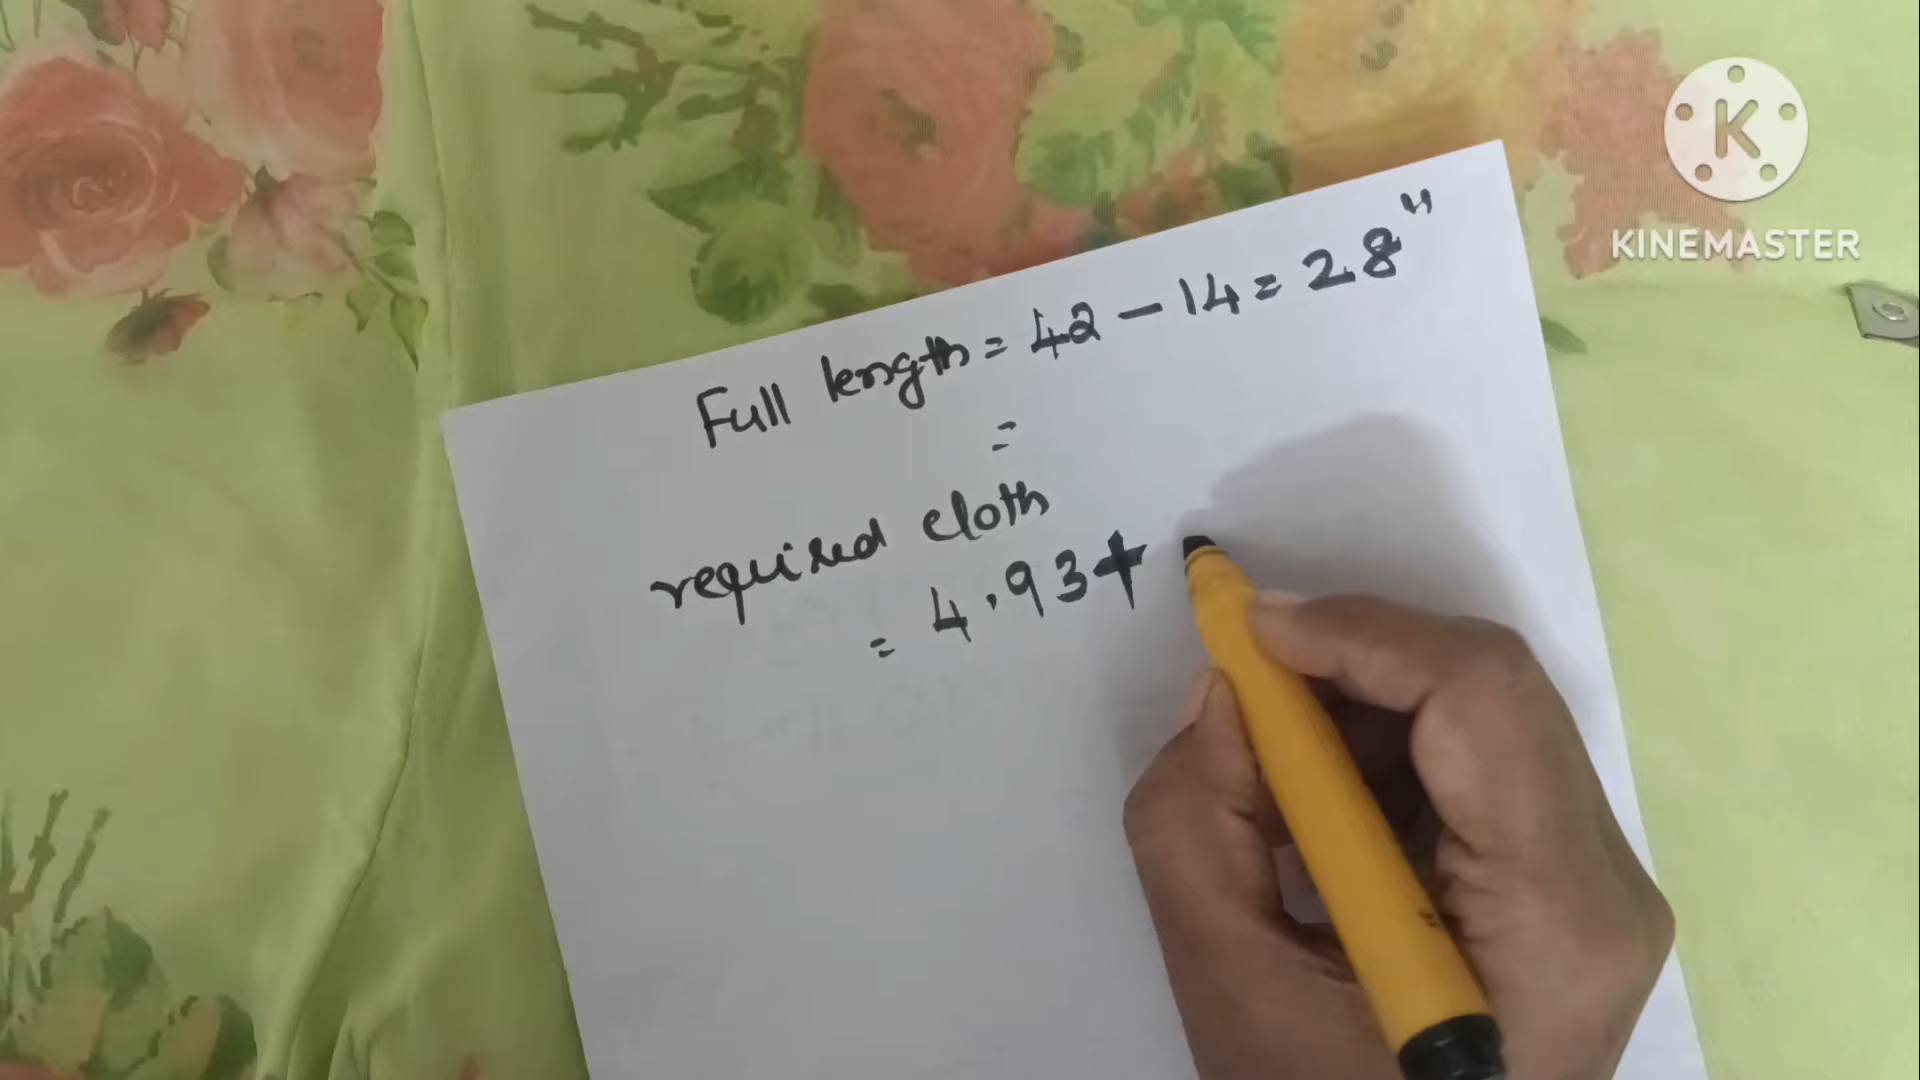 Full length = 42 - 14 = 28"
=
required cloth
= 4.93+
KINEMASTER